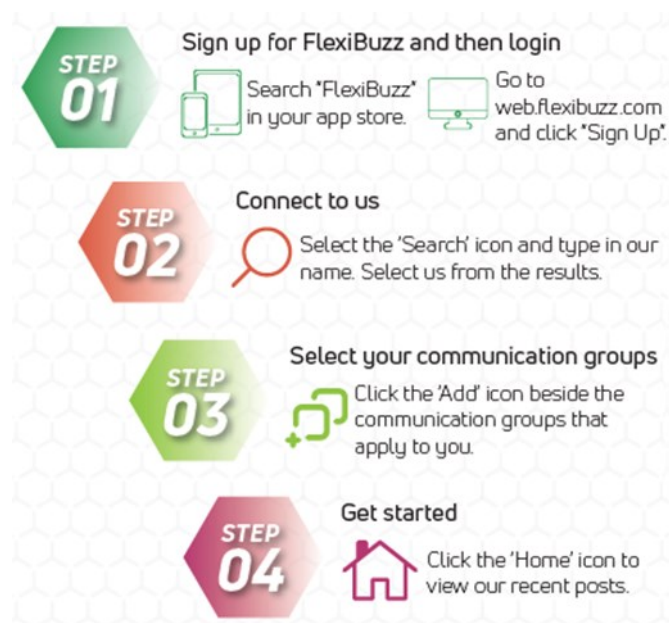 STEP
01
Sign up for FlexiBuzz and then login
Search "FlexiBuzz"
in your app store.
Go to
web.flexibuzz.com
and click "Sign Up".
STEP
02
Connect to us
Select the 'Search' icon and type in our
name. Select us from the results.
STEP
03
Select your communication groups
Click the 'Add' icon beside the
communication groups that
apply to you.
STEP
04
Get started
Click the 'Home' icon to
view our recent posts.